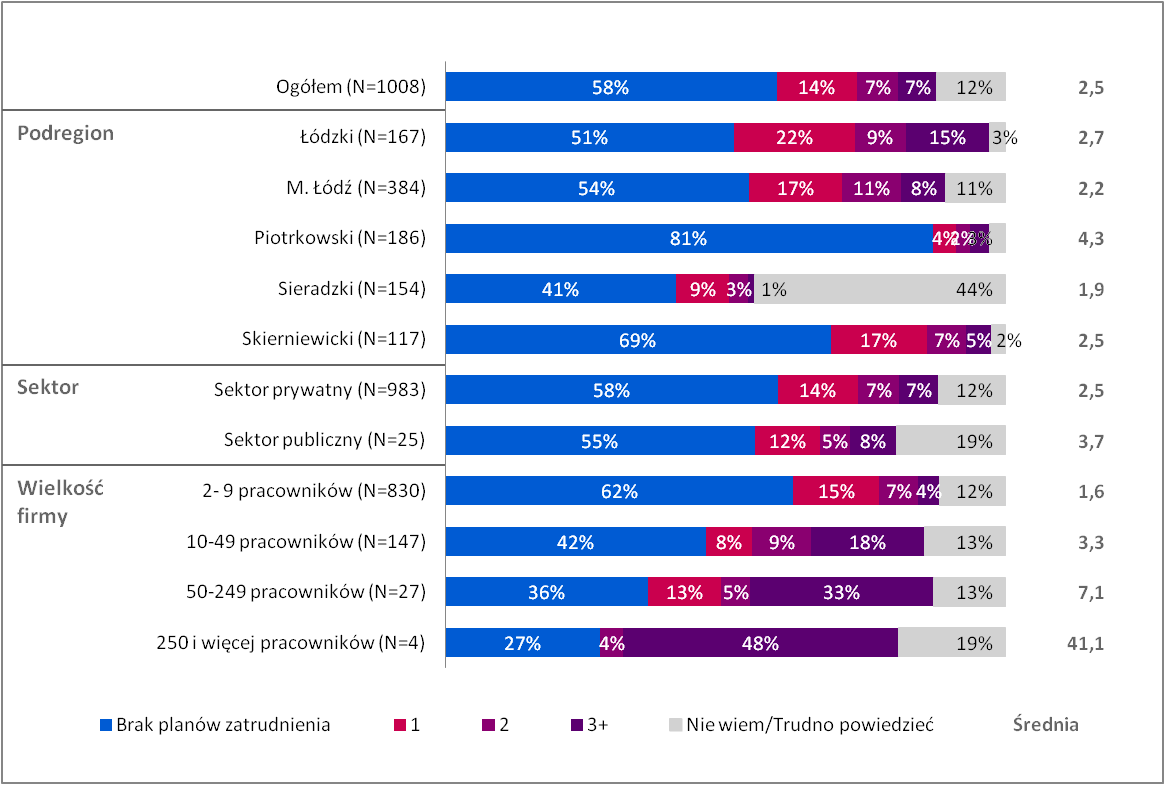 Ogółem (N=1008) 58% 14% 7% 7% 12% 2,5
Podregion
Łódzki (N=167) 51% 22% 9% 15% 3% 2,7
M. Łódź (N=384) 54% 17% 11% 8% 11% 2,2
Piotrkowski (N=186) 81% 4% 2% 3% 4,3
Sieradzki (N=154) 41% 9% 3% 1% 44% 1,9
Skierniewicki (N=117) 69% 17% 7% 5% 2% 2,5
Sektor
Sektor prywatny (N=983) 58% 14% 7% 7% 12% 2,5
Sektor publiczny (N=25) 55% 12% 5% 8% 19% 3,7
Wielkość
firmy
2- 9 pracowników (N=830) 62% 15% 7% 4% 12% 1,6
10-49 pracowników (N=147) 42% 8% 9% 18% 13% 3,3
50-249 pracowników (N=27) 36% 13% 5% 33% 13% 7,1
250 i więcej pracowników (N=4) 27% 4% 48% 19% 41,1
Brak planów zatrudnienia 1 2 3+ Nie wiem/Trudno powiedzieć Średnia